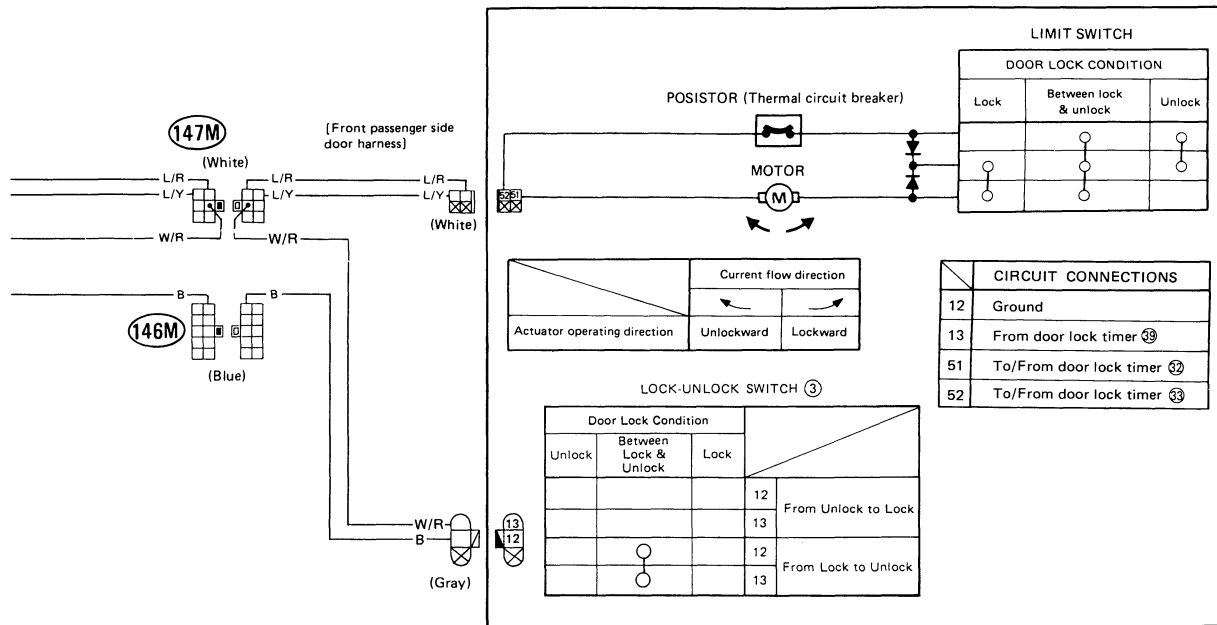 LIMIT SWITCH
DOOR LOCK CONDITION
Lock
Between lock
& unlock
Unlock
POSISTOR (Thermal circuit breaker)
MOTOR
M
147M
(White)
[Front passenger side
door harness]
L/R L/R L/R
L/Y L/Y L/Y
52 51
(White)
W/R W/R
B B
146M
(Blue)
Current flow direction
Actuator operating direction
Unlockward
Lockward
CIRCUIT CONNECTIONS
12 Ground
13 From door lock timer 39
51 To/From door lock timer 32
52 To/From door lock timer 33
LOCK-UNLOCK SWITCH 3
Door Lock Condition
Unlock
Between
Lock &
Unlock
Lock
12
13
From Unlock to Lock
12
13
From Lock to Unlock
W/R
B
13
12
(Gray)